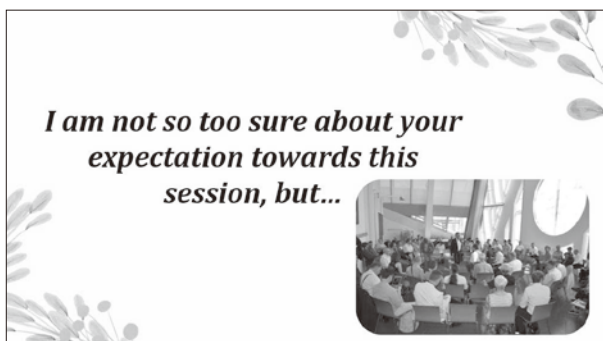 I am not so too sure about your
expectation towards this
session, but...